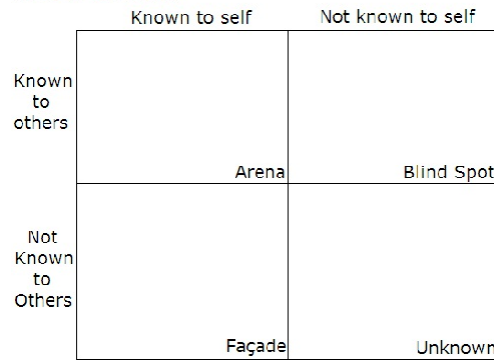 Known to self
Not known to self
Known
to
others
Arena
Blind Spot
Not
Known
to
Others
Façade
Unknown